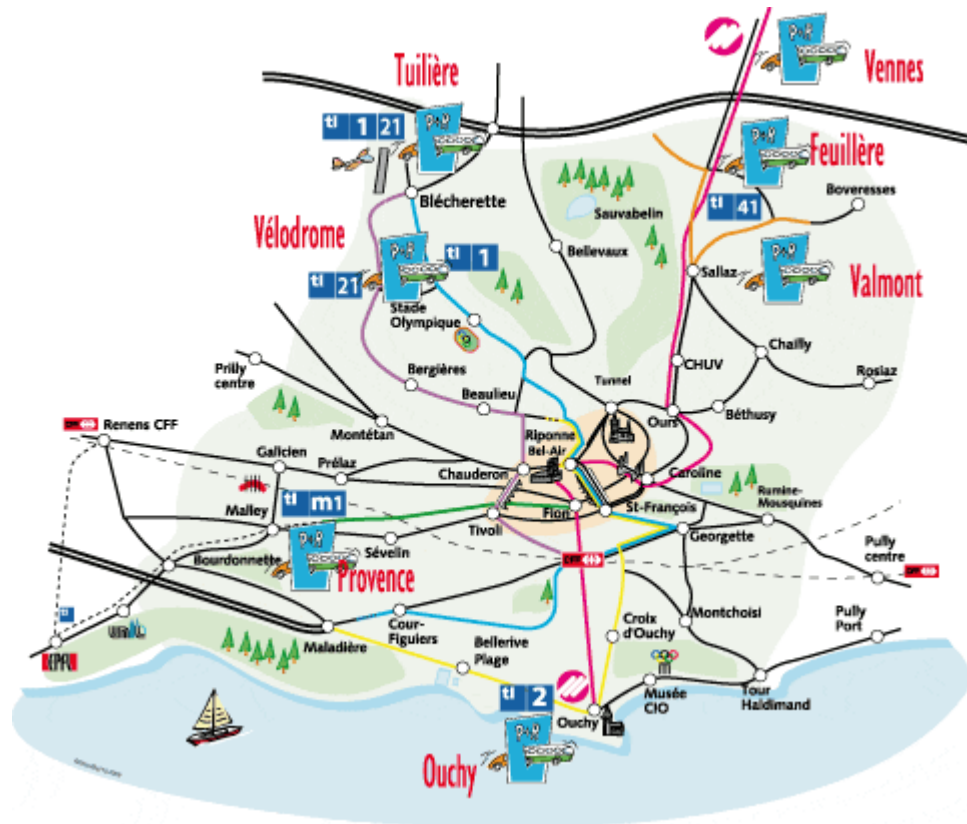 P+R
Vennes
Tuilière
tl 1 21
P+R
P+R
Feuillère
Blécherette
Sauvabelin
tl 41
Boveresses
Vélodrome
P+R
tl 1
Bellevaux
Sallaz
P+R
Valmont
tl 21
Stade
Olympique
Prilly
centre
Bergières
Beaulieu
Tunnel
CHUV
Chailly
Rosiaz
Ours
Béthusy
CFF
Renens CFF
Montétan
Riponne
Bel-Air
Galicien
Prélaz
Chauderon
Caroline
Malley
tl m1
Flon
St-François
Rumine-
Mousquines
Tivoli
Georgette
P+R
Sévelin
Bourdonnette
Provence
CFF
Pully
centre
CFF
tl
Cour-
Figuiers
Croix
d'Ouchy
Montchoisi
Pully
Port
EPFL
Maladière
Bellerive
Plage
tl 2
Ouchy
Musée
CIO
Tour
Haldimand
P+R
Ouchy